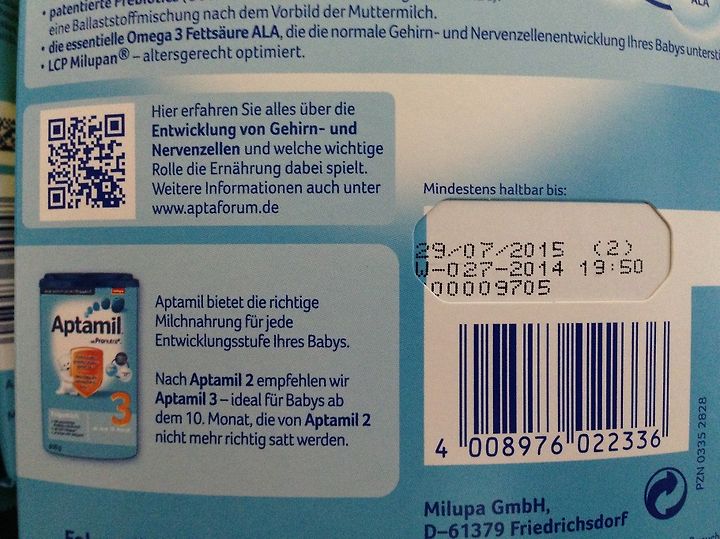 • patentierte Prebiotics
eine Ballaststoffmischung nach dem Vorbild der Muttermilch.
• die essentielle Omega 3 Fettsäure ALA, die die normale Gehirn- und Nervenzellenentwicklung Ihres Babys
• LCP Milupan® – altersgerecht optimiert.
ALA
Hier erfahren Sie alles über die
Entwicklung von Gehirn- und
Nervenzellen und welche wichtige
Rolle die Ernährung dabei spielt.
Weitere Informationen auch unter
www.aptaforum.de
Mindestens haltbar bis:
29/07/2015 (2)
W-027-2014 19:50
00009705
Aptamil
Pronutra
3
Aptamil bietet die richtige
Milchnahrung für jede
Entwicklungsstufe Ihres Babys.
Nach Aptamil 2 empfehlen wir
Aptamil 3 – ideal für Babys ab
dem 10. Monat, die von Aptamil 2
nicht mehr richtig satt werden.
4 008976 022336
PZN 0335 2828
Milupa GmbH,
D–61379 Friedrichsdorf